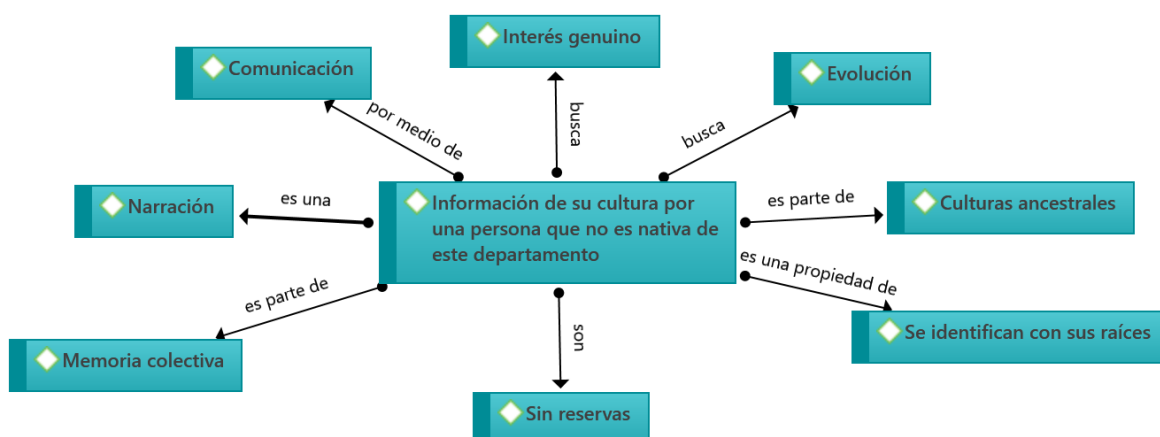 Interés genuino
Comunicación
Evolución
por medio de
busca
busca
Narración
es una
Información de su cultura por
una persona que no es nativa de
este departamento
es parte de
Culturas ancestrales
es una propiedad de
es parte de
Se identifican con sus raíces
son
Memoria colectiva
Sin reservas